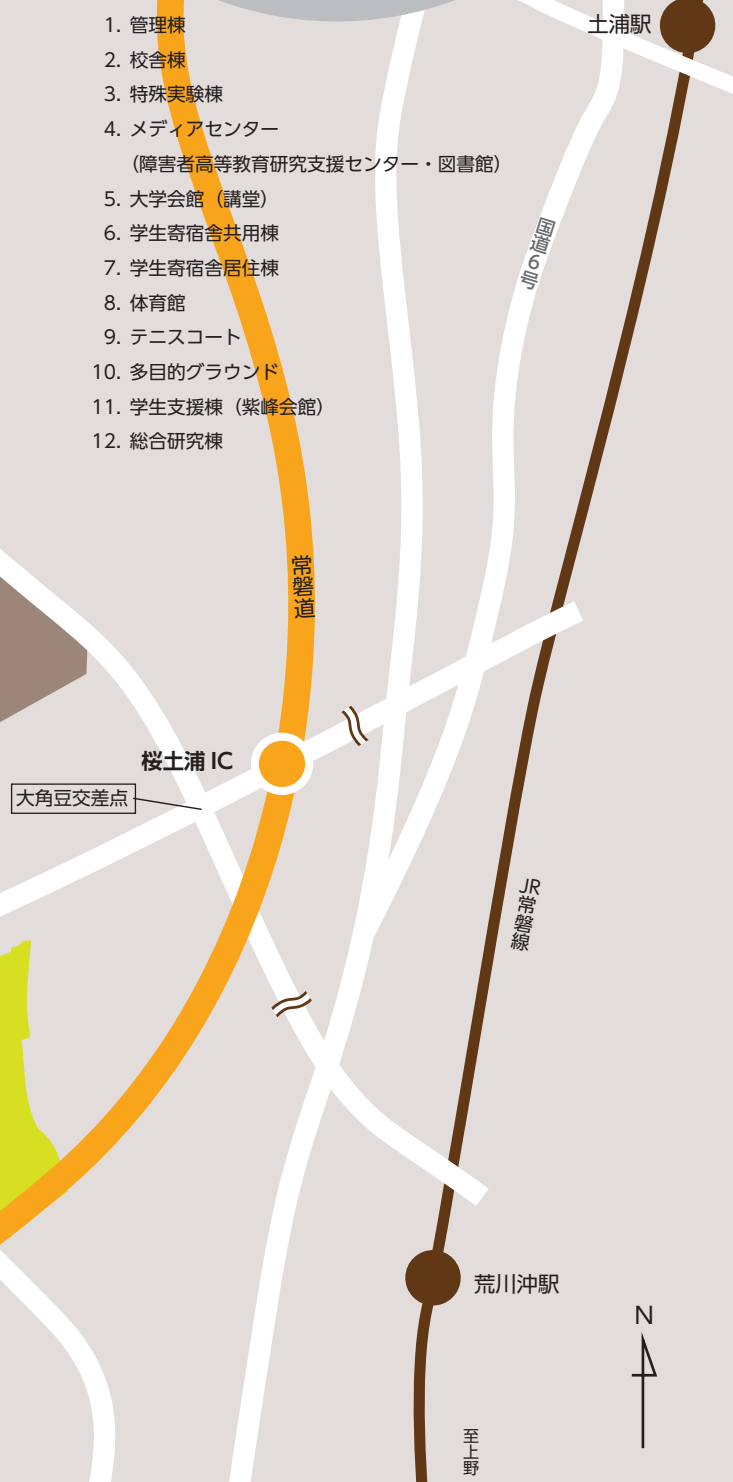 1. 管理棟
2. 校舎棟
3. 特殊実験棟
4. メディアセンター
（障害者高等教育研究支援センター・図書館）
5. 大学会館（講堂）
6. 学生寄宿舎共用棟
7. 学生寄宿舎居住棟
8. 体育館
9. テニスコート
10. 多目的グラウンド
11. 学生支援棟（紫峰会館）
12. 総合研究棟
土浦駅
国道6号
常磐道
桜土浦 IC
大角豆交差点
JR常磐線
荒川沖駅
N
至上野